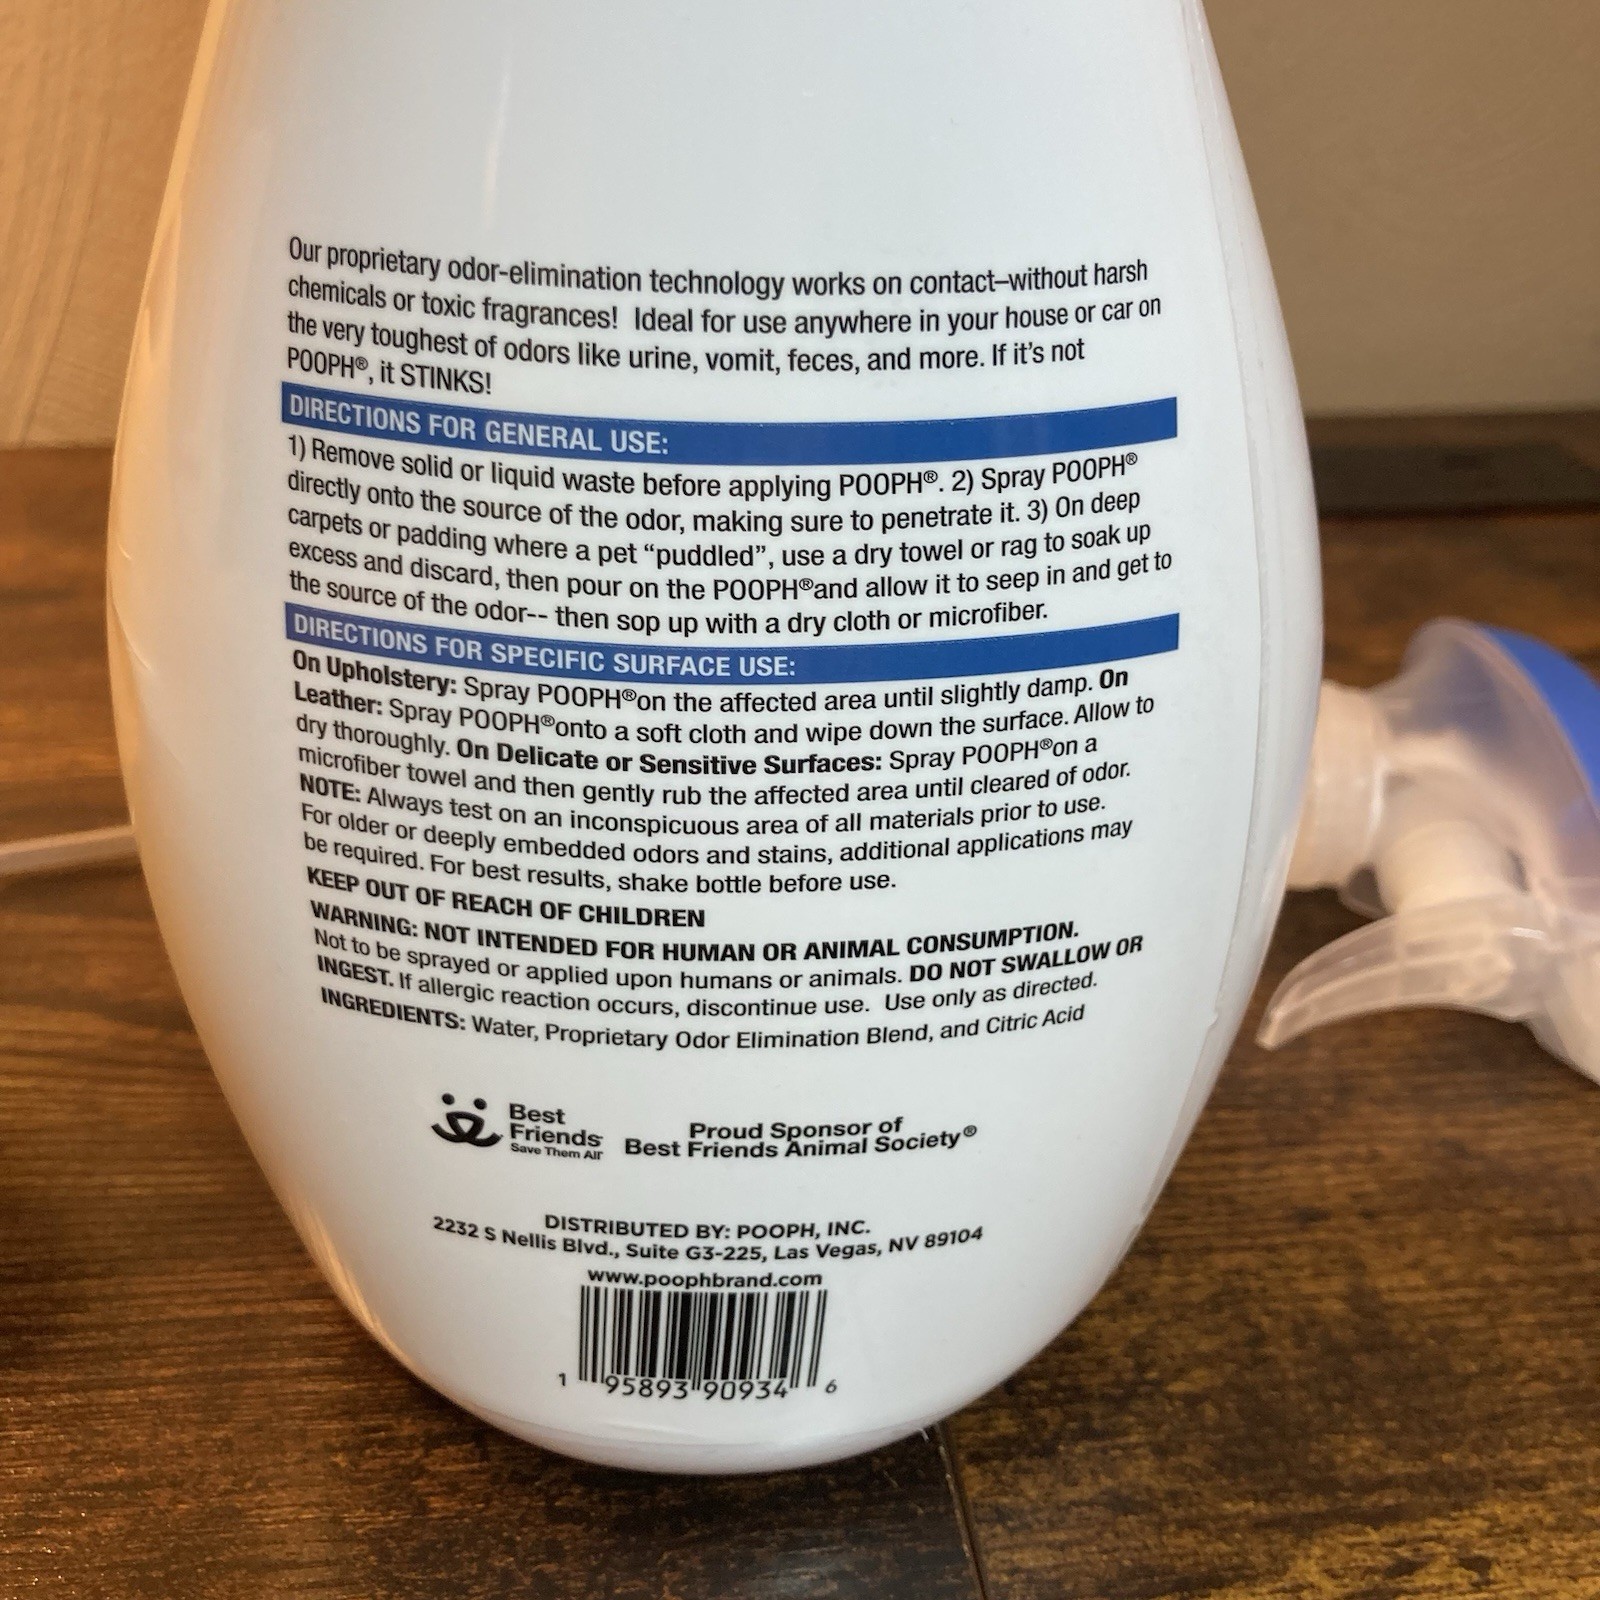 Our proprietary odor-elimination technology works on contact–without harsh
chemicals or toxic fragrances! Ideal for use anywhere in your house or car on
the very toughest of odors like urine, vomit, feces, and more. If it's not
POOPH®, it STINKS!
DIRECTIONS FOR GENERAL USE:
1) Remove solid or liquid waste before applying POOPH®. 2) Spray POOPH®
directly onto the source of the odor, making sure to penetrate it. 3) On deep
carpets or padding where a pet “puddled”, use a dry towel or rag to soak up
excess and discard, then pour on the POOPH®and allow it to seep in and get to
the source of the odor-- then sop up with a dry cloth or microfiber.
DIRECTIONS FOR SPECIFIC SURFACE USE:
On Upholstery: Spray POOPH®on the affected area until slightly damp. On
Leather: Spray POOPH®onto a soft cloth and wipe down the surface. Allow to
dry thoroughly. On Delicate or Sensitive Surfaces: Spray POOPH®on a
microfiber towel and then gently rub the affected area until cleared of odor.
NOTE: Always test on an inconspicuous area of all materials prior to use.
For older or deeply embedded odors and stains, additional applications may
be required. For best results, shake bottle before use.
KEEP OUT OF REACH OF CHILDREN
WARNING: NOT INTENDED FOR HUMAN OR ANIMAL CONSUMPTION.
Not to be sprayed or applied upon humans or animals. DO NOT SWALLOW OR
INGEST. If allergic reaction occurs, discontinue use. Use only as directed.
INGREDIENTS: Water, Proprietary Odor Elimination Blend, and Citric Acid
Best
Friends
Save Them All
Proud Sponsor of
Best Friends Animal Society®
DISTRIBUTED BY: POOPH, INC.
2232 S Nellis Blvd., Suite G3-225, Las Vegas, NV 89104
www.poophbrand.com
1 95893 90934 6